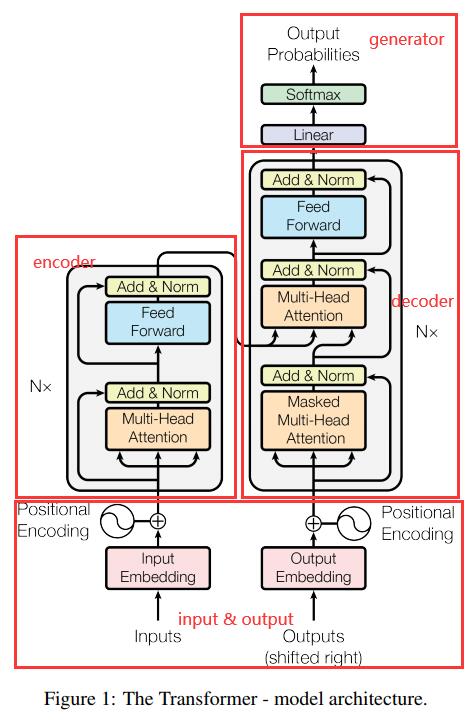 Output
Probabilities
generator
Softmax
Linear
Add & Norm
Feed
Forward
Add & Norm
Multi-Head
Attention
decoder
N×
Add & Norm
Masked
Multi-Head
Attention
encoder
Add & Norm
Feed
Forward
N×
Add & Norm
Multi-Head
Attention
Positional
Encoding
Positional
Encoding
Input
Embedding
Output
Embedding
input & output
Inputs
Outputs
(shifted right)
Figure 1: The Transformer - model architecture.